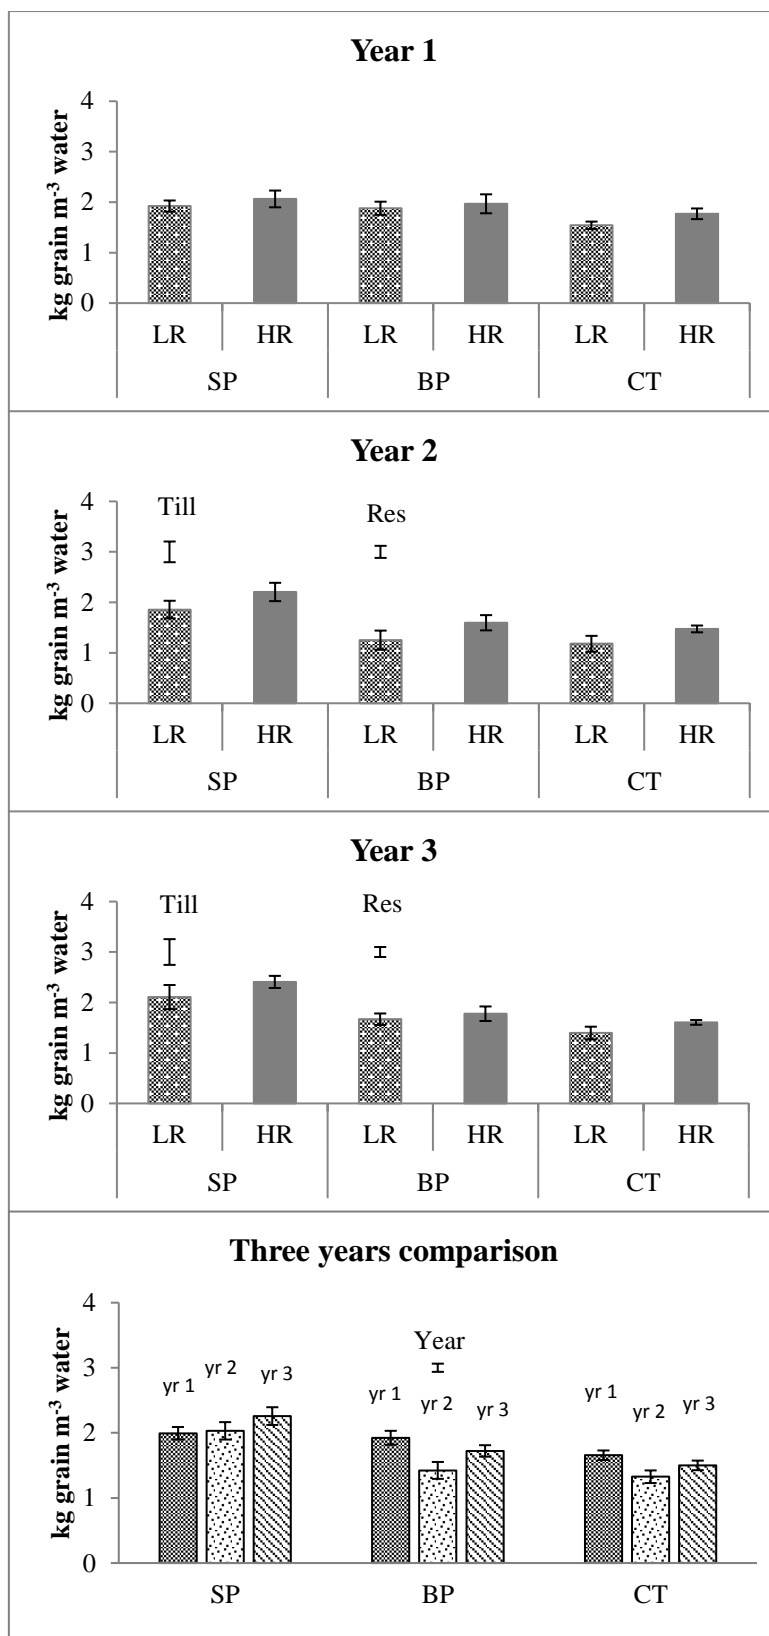 Year 1
kg grain m⁻³ water
4
3
2
1
0
LR HR LR HR LR HR
SP BP CT
Year 2
kg grain m⁻³ water
Till Res
4
3
2
1
0
LR HR LR HR LR HR
SP BP CT
Year 3
kg grain m⁻³ water
Till Res
4
3
2
1
0
LR HR LR HR LR HR
SP BP CT
Three years comparison
kg grain m⁻³ water
4
3
2
1
0
Year
yr 1 yr 2 yr 3 yr 1 yr 2 yr 3 yr 1 yr 2 yr 3
SP BP CT